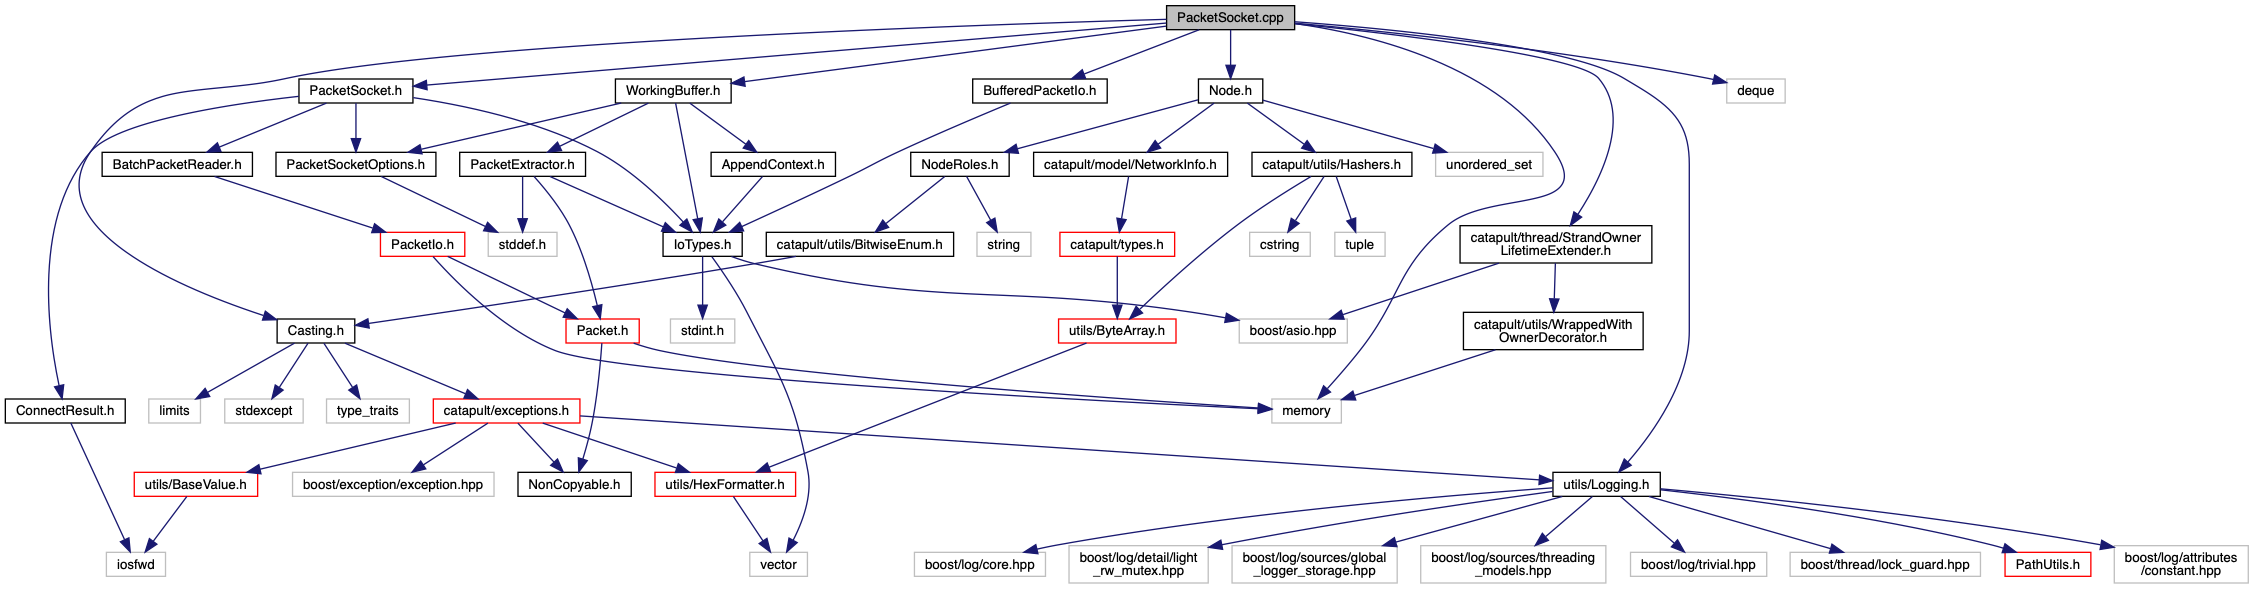 PacketSocket.cpp
PacketSocket.h
WorkingBuffer.h
BufferedPacketIo.h
Node.h
deque
BatchPacketReader.h
PacketSocketOptions.h
PacketExtractor.h
AppendContext.h
NodeRoles.h
catapult/model/NetworkInfo.h
catapult/utils/Hashers.h
unordered_set
PacketIo.h
stddef.h
IoTypes.h
catapult/utils/BitwiseEnum.h
string
catapult/types.h
cstring
tuple
catapult/thread/StrandOwner
LifetimeExtender.h
Casting.h
Packet.h
stdint.h
utils/ByteArray.h
boost/asio.hpp
catapult/utils/WrappedWith
OwnerDecorator.h
ConnectResult.h
limits
stdexcept
type_traits
catapult/exceptions.h
memory
utils/BaseValue.h
boost/exception/exception.hpp
NonCopyable.h
utils/HexFormatter.h
utils/Logging.h
iosfwd
vector
boost/log/core.hpp
boost/log/detail/light
_rw_mutex.hpp
boost/log/sources/global
_logger_storage.hpp
boost/log/sources/threading
_models.hpp
boost/log/trivial.hpp
boost/thread/lock_guard.hpp
PathUtils.h
boost/log/attributes
/constant.hpp